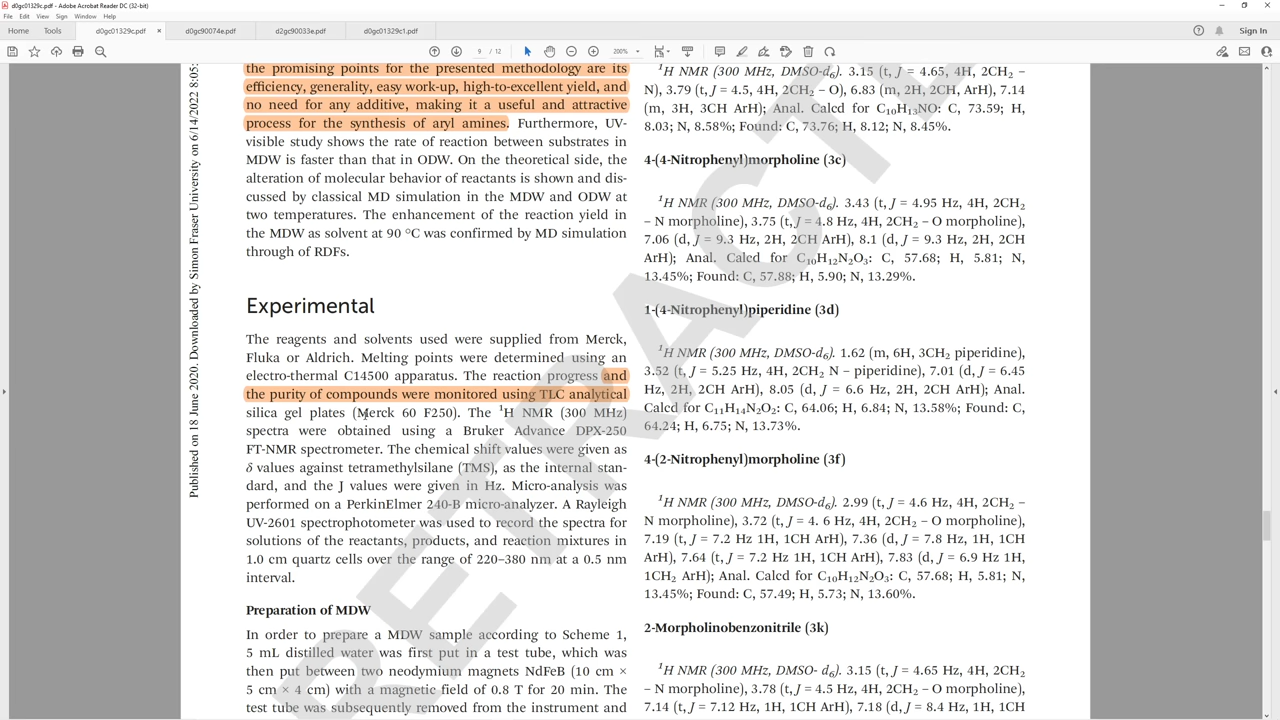 d0gc01329c.pdf - Adobe Acrobat Reader DC (32-bit)
File Edit View Sign Window Help
Home Tools d0gc01329c.pdf × d0gc90074e.pdf d2gc90033e.pdf d0gc01329c1.pdf Sign In
9 / 12 200%
Published on 18 June 2020. Downloaded by Simon Fraser University on 6/14/2022 8:05:
the promising points for the presented methodology are its
efficiency, generality, easy work-up, high-to-excellent yield, and
no need for any additive, making it a useful and attractive
process for the synthesis of aryl amines. Furthermore, UV-
visible study shows the rate of reaction between substrates in
MDW is faster than that in ODW. On the theoretical side, the
alteration of molecular behavior of reactants is shown and dis-
cussed by classical MD simulation in the MDW and ODW at
two temperatures. The enhancement of the reaction yield in
the MDW as solvent at 90 °C was confirmed by MD simulation
through of RDFs.
Experimental
The reagents and solvents used were supplied from Merck,
Fluka or Aldrich. Melting points were determined using an
electro-thermal C14500 apparatus. The reaction progress and
the purity of compounds were monitored using TLC analytical
silica gel plates (Merck 60 F250). The ¹H NMR (300 MHz)
spectra were obtained using a Bruker Advance DPX-250
FT-NMR spectrometer. The chemical shift values were given as
δ values against tetramethylsilane (TMS), as the internal stan-
dard, and the J values were given in Hz. Micro-analysis was
performed on a PerkinElmer 240-B micro-analyzer. A Rayleigh
UV-2601 spectrophotometer was used to record the spectra for
solutions of the reactants, products, and reaction mixtures in
1.0 cm quartz cells over the range of 220–380 nm at a 0.5 nm
interval.
Preparation of MDW
In order to prepare a MDW sample according to Scheme 1,
5 mL distilled water was first put in a test tube, which was
then put between two neodymium magnets NdFeB (10 cm ×
5 cm × 4 cm) with a magnetic field of 0.8 T for 20 min. The
test tube was subsequently removed from the instrument and
¹H NMR (300 MHz, DMSO-d₆). 3.15 (t, J = 4.65, 4H, 2CH₂ –
N), 3.79 (t, J = 4.5, 4H, 2CH₂ – O), 6.83 (m, 2H, 2CH, ArH), 7.14
(m, 3H, 3CH ArH); Anal. Calcd for C₁₀H₁₃NO: C, 73.59; H,
8.03; N, 8.58%; Found: C, 73.76; H, 8.12; N, 8.45%.
4-(4-Nitrophenyl)morpholine (3c)
¹H NMR (300 MHz, DMSO-d₆). 3.43 (t, J = 4.95 Hz, 4H, 2CH₂
– N morpholine), 3.75 (t, J = 4.8 Hz, 4H, 2CH₂ – O morpholine),
7.06 (d, J = 9.3 Hz, 2H, 2CH ArH), 8.1 (d, J = 9.3 Hz, 2H, 2CH
ArH); Anal. Calcd for C₁₀H₁₂N₂O₃: C, 57.68; H, 5.81; N,
13.45%; Found: C, 57.88; H, 5.90; N, 13.29%.
1-(4-Nitrophenyl)piperidine (3d)
¹H NMR (300 MHz, DMSO-d₆). 1.62 (m, 6H, 3CH₂ piperidine),
3.52 (t, J = 5.25 Hz, 4H, 2CH₂ N – piperidine), 7.01 (d, J = 6.45
Hz, 2H, 2CH ArH), 8.05 (d, J = 6.6 Hz, 2H, 2CH ArH); Anal.
Calcd for C₁₁H₁₄N₂O₂: C, 64.06; H, 6.84; N, 13.58%; Found: C,
64.24; H, 6.75; N, 13.73%.
4-(2-Nitrophenyl)morpholine (3f)
¹H NMR (300 MHz, DMSO-d₆). 2.99 (t, J = 4.6 Hz, 4H, 2CH₂ –
N morpholine), 3.72 (t, J = 4. 6 Hz, 4H, 2CH₂ – O morpholine),
7.19 (t, J = 7.2 Hz 1H, 1CH ArH), 7.36 (d, J = 7.8 Hz, 1H, 1CH
ArH), 7.64 (t, J = 7.2 Hz 1H, 1CH ArH), 7.83 (d, J = 6.9 Hz 1H,
1CH₂ ArH); Anal. Calcd for C₁₀H₁₂N₂O₃: C, 57.68; H, 5.81; N,
13.45%; Found: C, 57.49; H, 5.73; N, 13.60%.
2-Morpholinobenzonitrile (3k)
¹H NMR (300 MHz, DMSO- d₆). 3.15 (t, J = 4.65 Hz, 4H, 2CH₂
– N morpholine), 3.78 (t, J = 4.5 Hz, 4H, 2CH₂ – O morpholine),
7.14 (t, J = 7.12 Hz, 1H, 1CH ArH), 7.18 (d, J = 8.4 Hz, 1H, 1CH
RETRACT